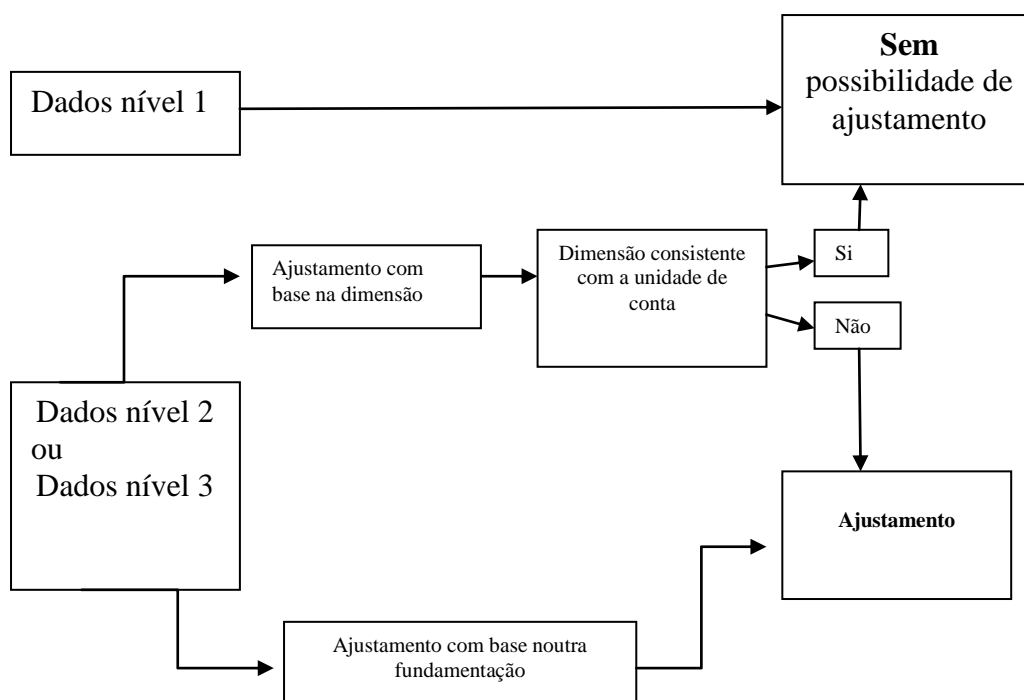 Sem
possibilidade de
ajustamento
Dados nível 1
Ajustamento com
base na dimensão
Dimensão consistente
com a unidade de
conta
Si
Não
Dados nível 2
ou
Dados nível 3
Ajustamento
Ajustamento com base noutra
fundamentação